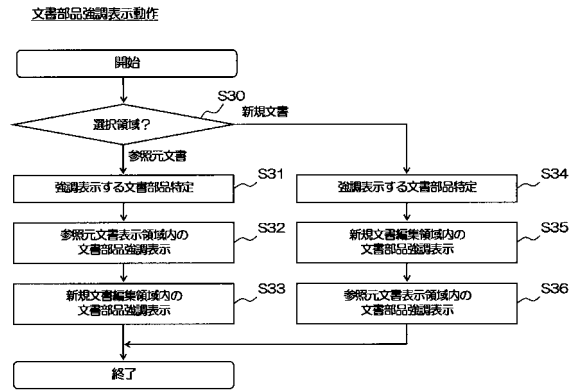 文書部品強調表示動作
開始
S30
選択領域?
新規文書
参照元文書
S31
強調表示する文書部品特定
S32
参照元文書表示領域内の
文書部品強調表示
S33
新規文書編集領域内の
文書部品強調表示
S34
強調表示する文書部品特定
S35
新規文書編集領域内の
文書部品強調表示
S36
参照元文書表示領域内の
文書部品強調表示
終了